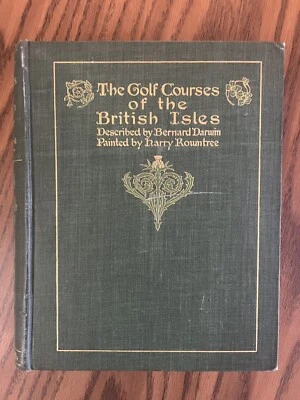 The Golf Courses
of the
British Isles
Described by Bernard Darwin
Painted by Harry Rountree